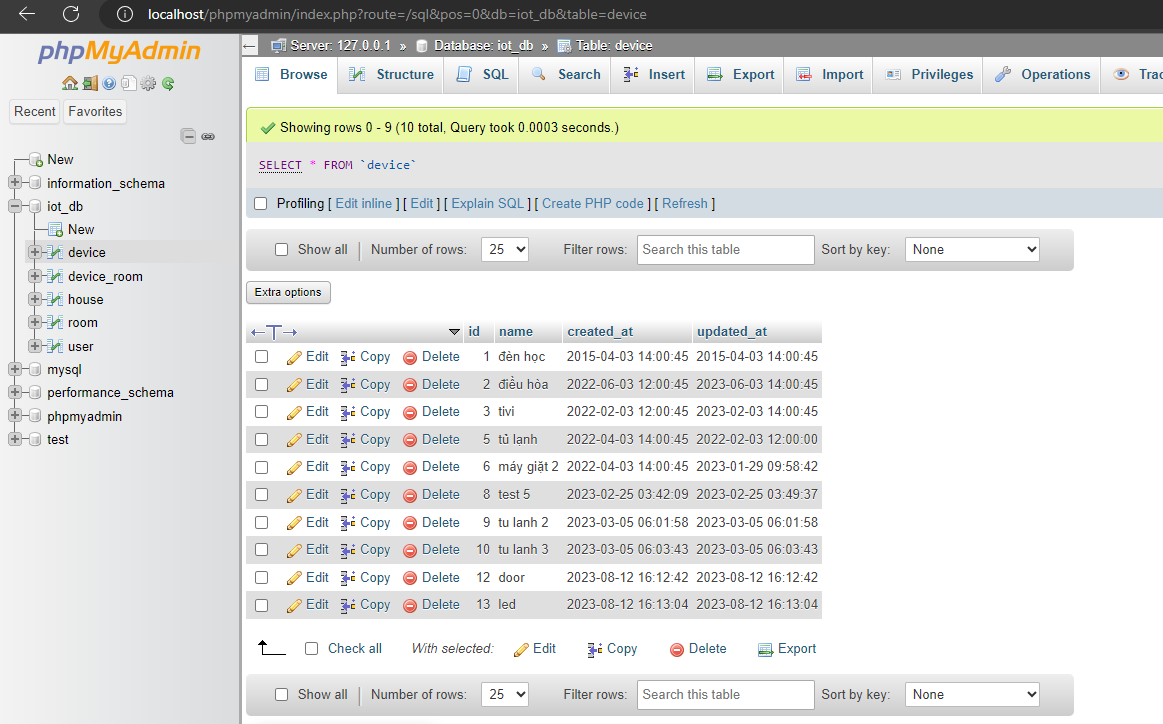 localhost/phpmyadmin/index.php?route=/sql&pos=0&db=iot_db&table=device
phpMyAdmin
Recent Favorites
New
information_schema
iot_db
New
device
device_room
house
room
user
mysql
performance_schema
phpmyadmin
test
Server: 127.0.0.1 » Database: iot_db » Table: device
Browse Structure SQL Search Insert Export Import Privileges Operations Trac
Showing rows 0 - 9 (10 total, Query took 0.0003 seconds.)
SELECT * FROM `device`
Profiling [ Edit inline ] [ Edit ] [ Explain SQL ] [ Create PHP code ] [ Refresh ]
Show all Number of rows: 25 Filter rows: Search this table Sort by key: None
Extra options
id name created_at updated_at
Edit Copy Delete 1 đèn học 2015-04-03 14:00:45 2015-04-03 14:00:45
Edit Copy Delete 2 điều hòa 2022-06-03 12:00:45 2023-06-03 14:00:45
Edit Copy Delete 3 tivi 2022-02-03 12:00:45 2023-02-03 14:00:45
Edit Copy Delete 5 tủ lạnh 2022-04-03 14:00:45 2022-02-03 12:00:00
Edit Copy Delete 6 máy giặt 2 2022-04-03 14:00:45 2023-01-29 09:58:42
Edit Copy Delete 8 test 5 2023-02-25 03:42:09 2023-02-25 03:49:37
Edit Copy Delete 9 tu lanh 2 2023-03-05 06:01:58 2023-03-05 06:01:58
Edit Copy Delete 10 tu lanh 3 2023-03-05 06:03:43 2023-03-05 06:03:43
Edit Copy Delete 12 door 2023-08-12 16:12:42 2023-08-12 16:12:42
Edit Copy Delete 13 led 2023-08-12 16:13:04 2023-08-12 16:13:04
Check all With selected: Edit Copy Delete Export
Show all Number of rows: 25 Filter rows: Search this table Sort by key: None